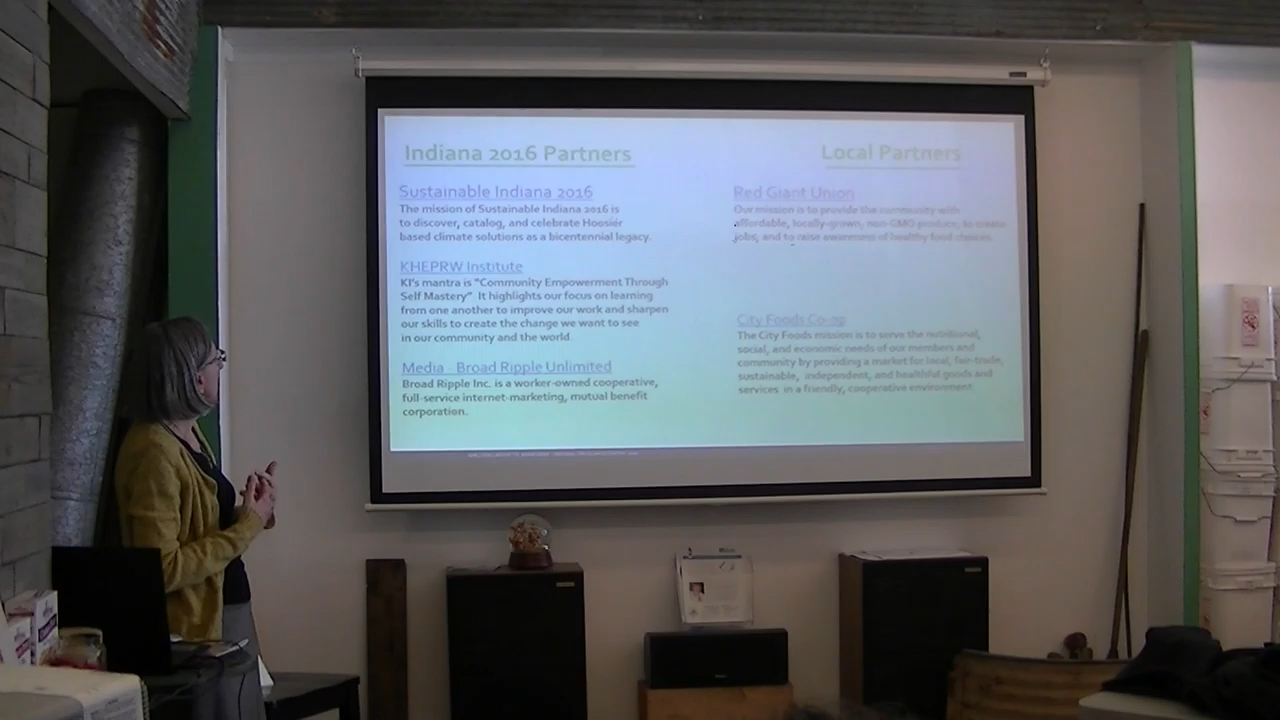 Indiana 2016 Partners
Sustainable Indiana 2016
The mission of Sustainable Indiana 2016 is
to discover, catalog, and celebrate Hoosier
based climate solutions as a bicentennial legacy.
KHEPRW Institute
KI's mantra is "Community Empowerment Through
Self Mastery" It highlights our focus on learning
from one another to improve our work and sharpen
our skills to create the change we want to see
in our community and the world
Media Broad Ripple Unlimited
Broad Ripple Inc. is a worker-owned cooperative,
full-service internet-marketing, mutual benefit
corporation.
Local Partners
Red Giant Union
Our mission is to provide the community with
affordable, locally-grown, non-GMO produce, to create
jobs, and to raise awareness of healthy food choices.
City Foods Co-op
The City Foods mission is to serve the nutritional,
social, and economic needs of our members and
community by providing a market for local, fair-trade,
sustainable, independent, and healthful goods and
services in a friendly, cooperative environment.